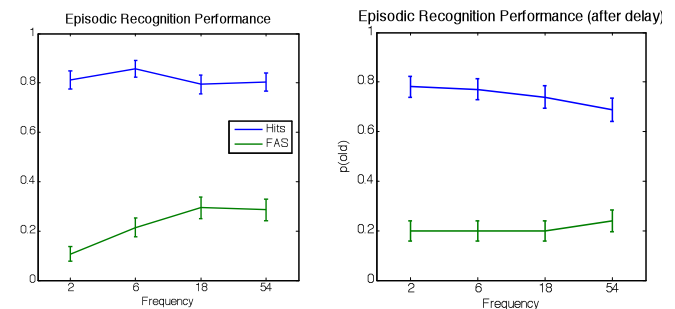 Episodic Recognition Performance
1
0.8
0.6
0.4
0.2
0
2 6 18 54
Frequency
Hits
FAS
Episodic Recognition Performance (after delay)
p(old)
1
0.8
0.6
0.4
0.2
0
2 6 18 54
Frequency